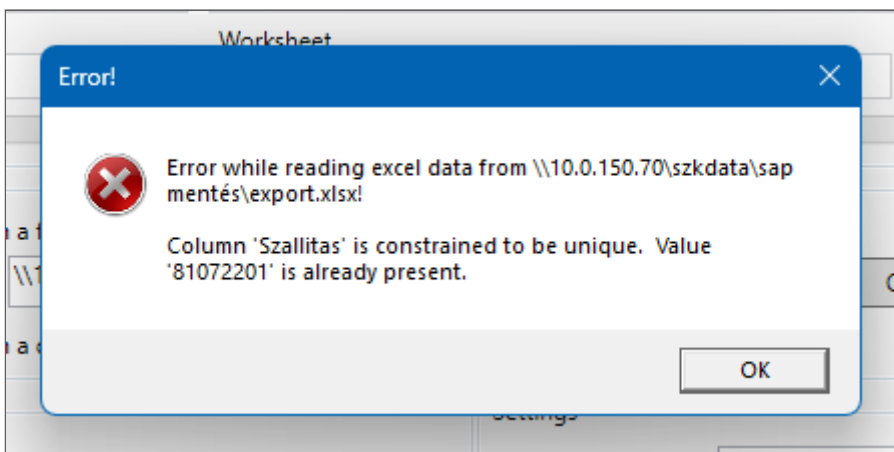 Worksheet
Error!
Error while reading excel data from \\10.0.150.70\szkdata\sap
mentés\export.xlsx!
Column 'Szallitas' is constrained to be unique.  Value
'81072201' is already present.
OK
Settings